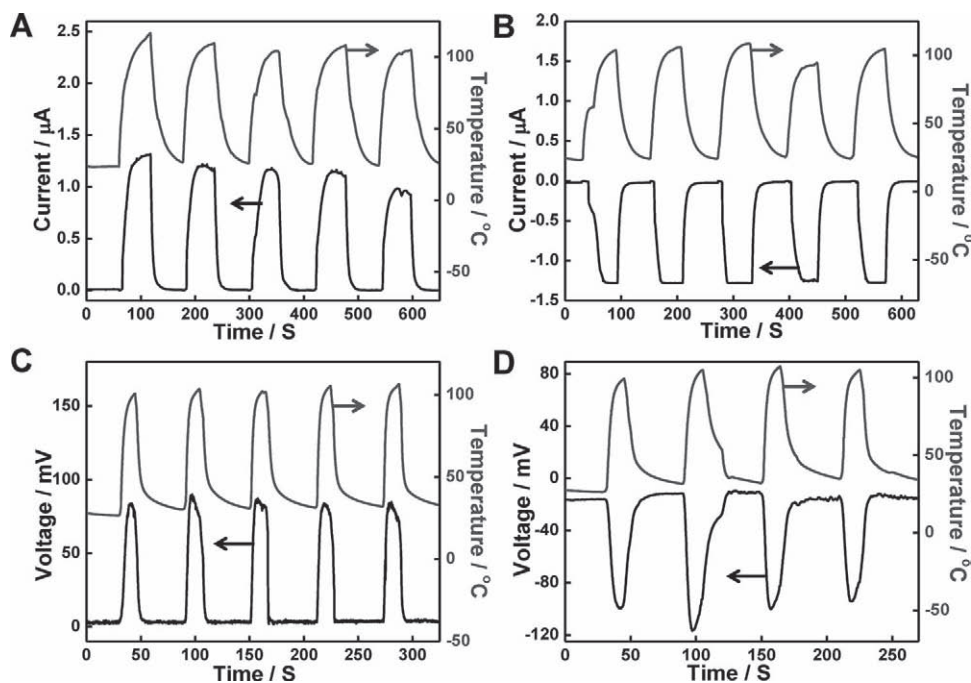 A
Current / μA
2.5
2.0
1.5
1.0
0.5
0.0
0 100 200 300 400 500 600
Time / S
100
50
0
-50
Temperature / °C
B
Current / μA
2.0
1.5
1.0
0.5
0.0
-0.5
-1.0
-1.5
0 100 200 300 400 500 600
Time / S
100
50
0
-50
Temperature / °C
C
Voltage / mV
150
100
50
0
0 50 100 150 200 250 300
Time / S
100
50
0
-50
Temperature / °C
D
Voltage / mV
80
40
0
-40
-80
-120
0 50 100 150 200 250
Time / S
100
50
0
-50
Temperature / °C